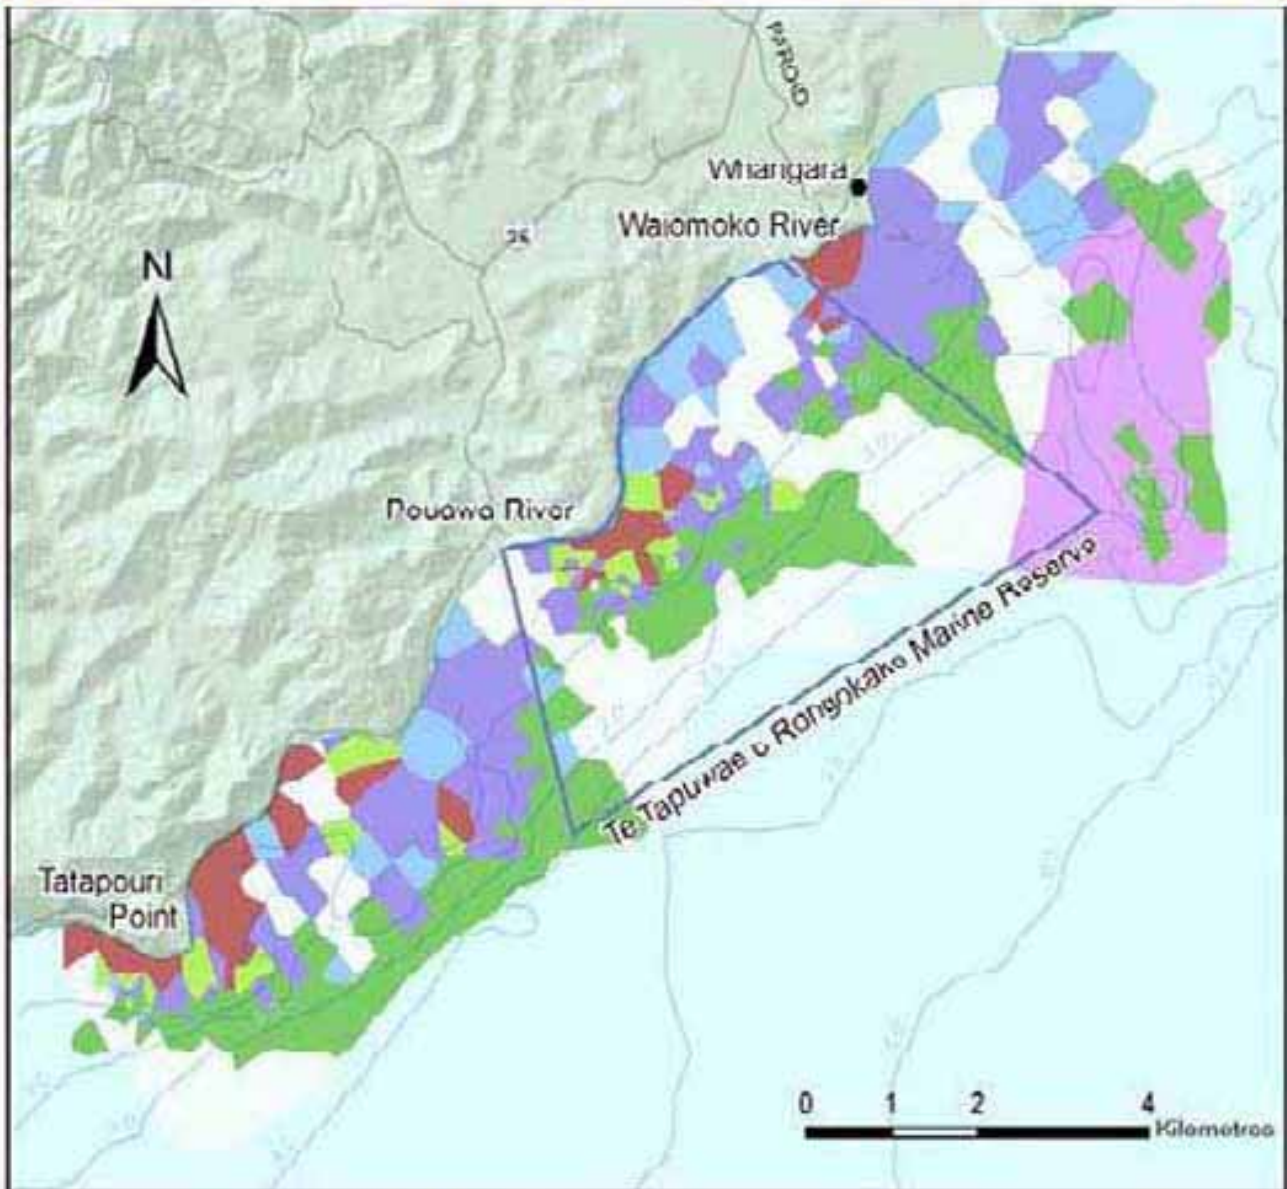 Whangara
Waiomoko River
N
Pouawa River
Te Tapuwae o Rongokako Marine Reserve
Tatapouri
Point
0 1 2 4
Kilometres